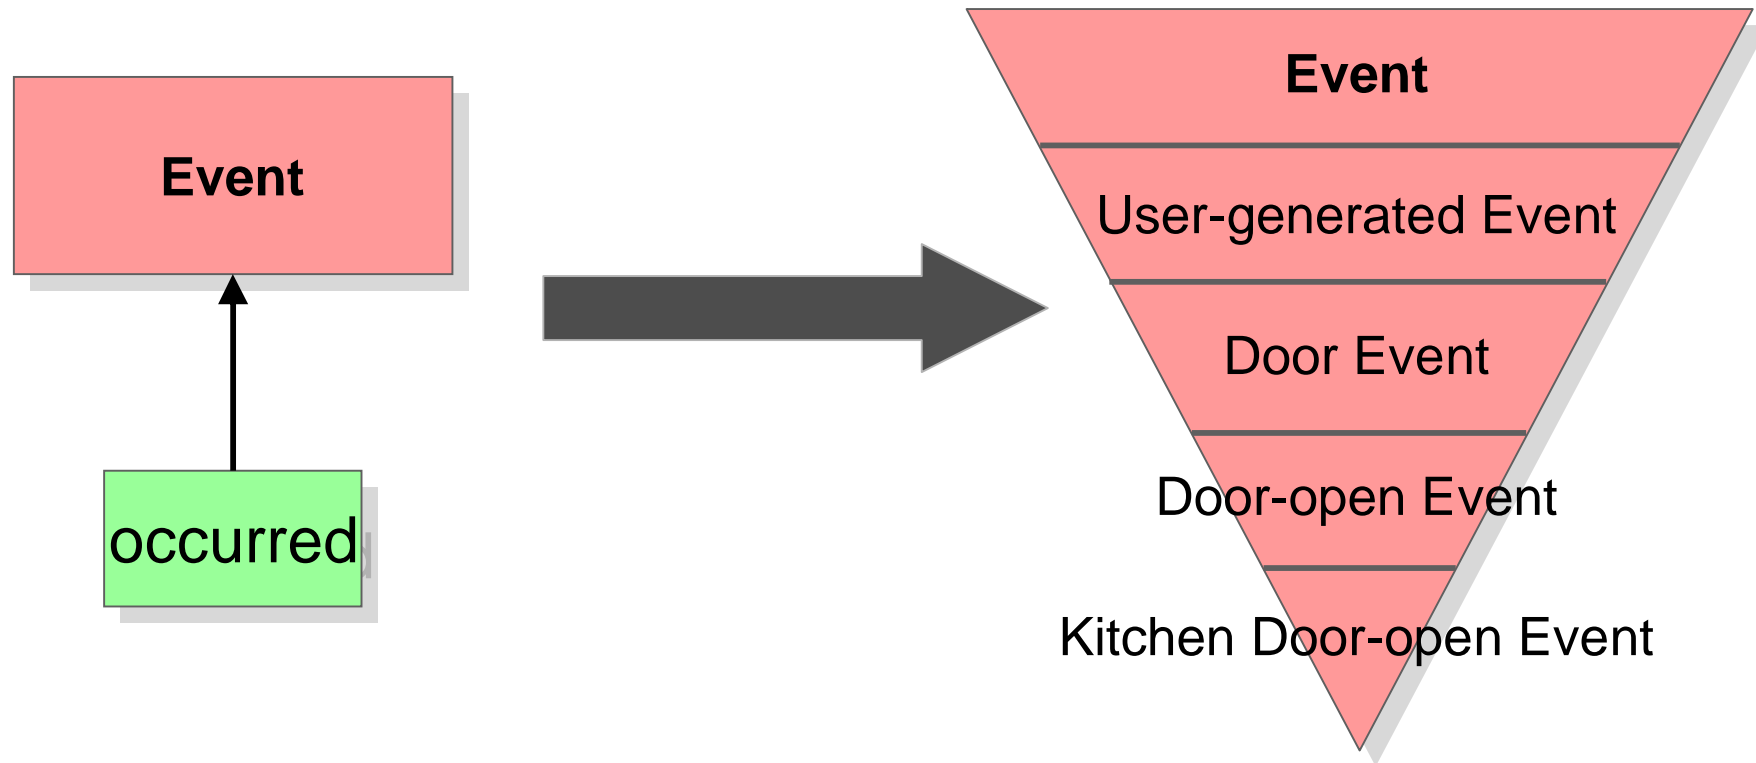 Event
occurred
Event
User-generated Event
Door Event
Door-open Event
Kitchen Door-open Event